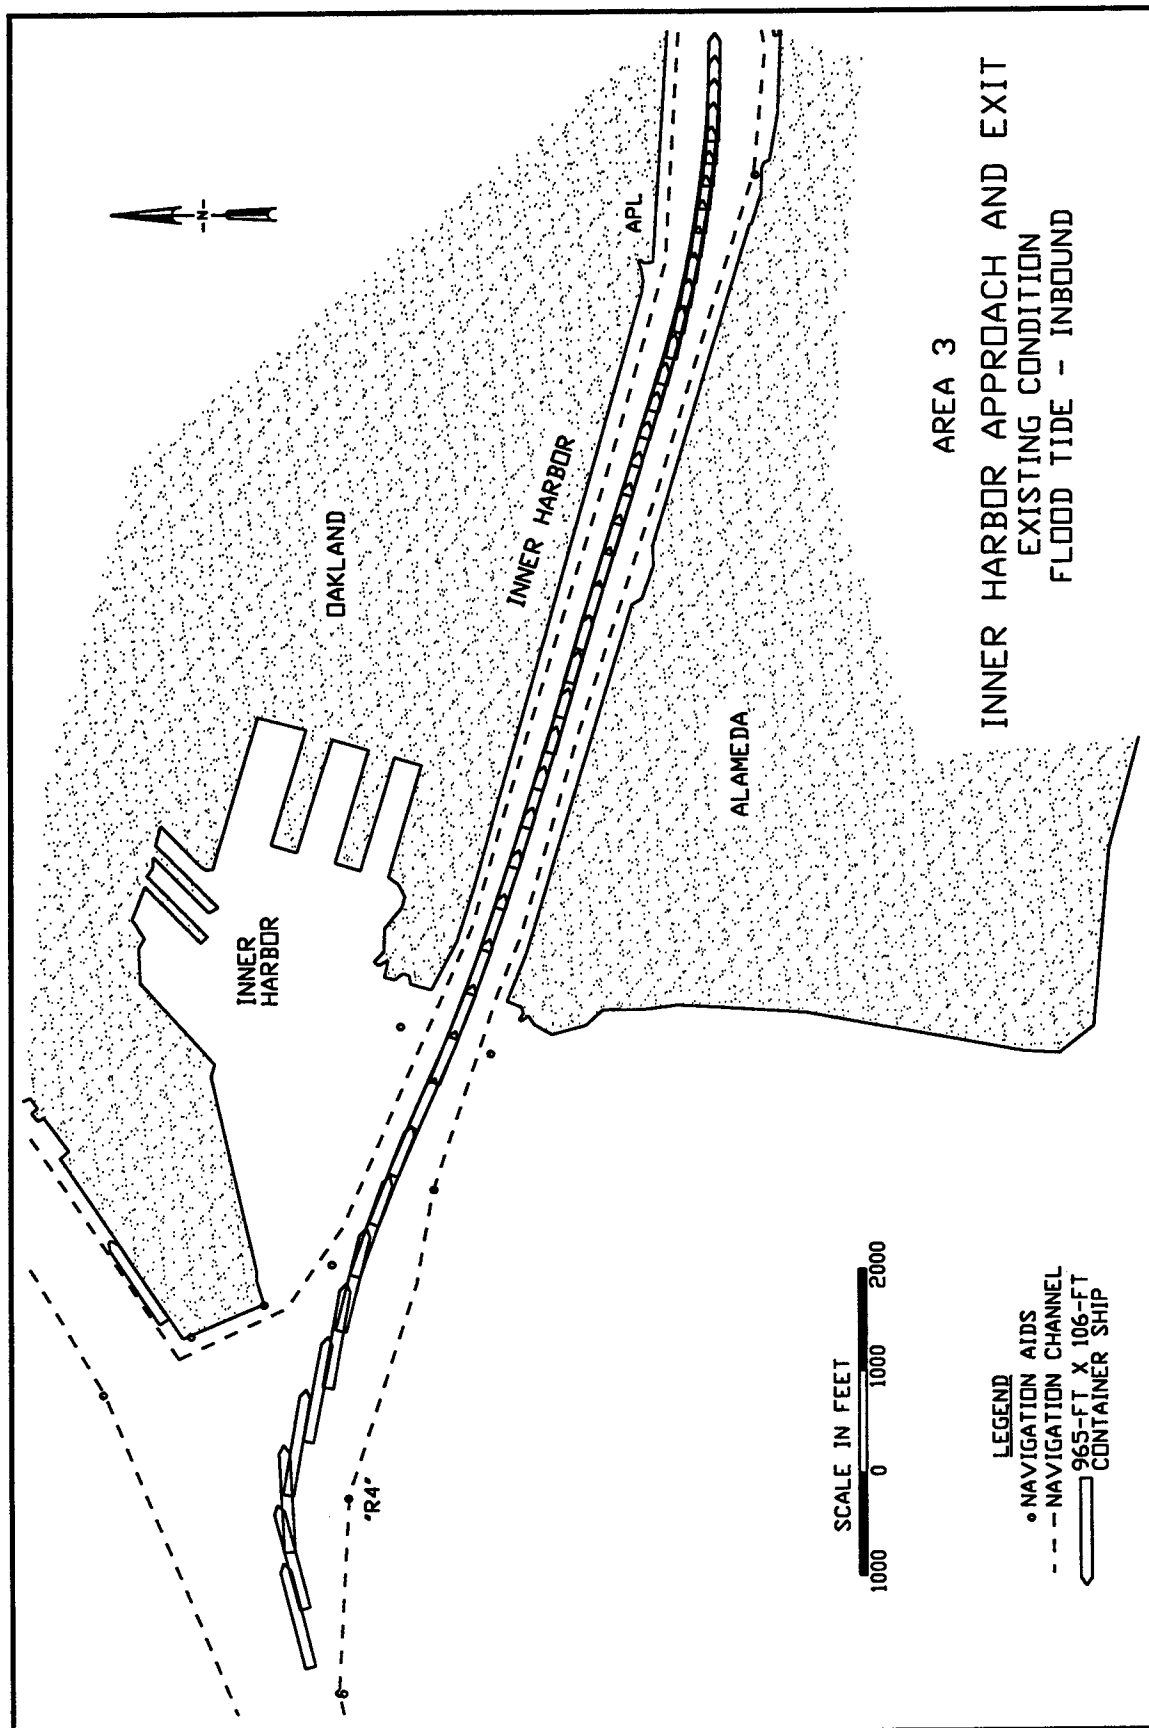 -N-
APL
OAKLAND
INNER HARBOR
INNER
HARBOR
ALAMEDA
"R4"
6
AREA 3
INNER HARBOR APPROACH AND EXIT
EXISTING CONDITION
FLOOD TIDE - INBOUND
SCALE IN FEET
1000 0 1000 2000
LEGEND
NAVIGATION AIDS
NAVIGATION CHANNEL
965-FT X 106-FT
CONTAINER SHIP